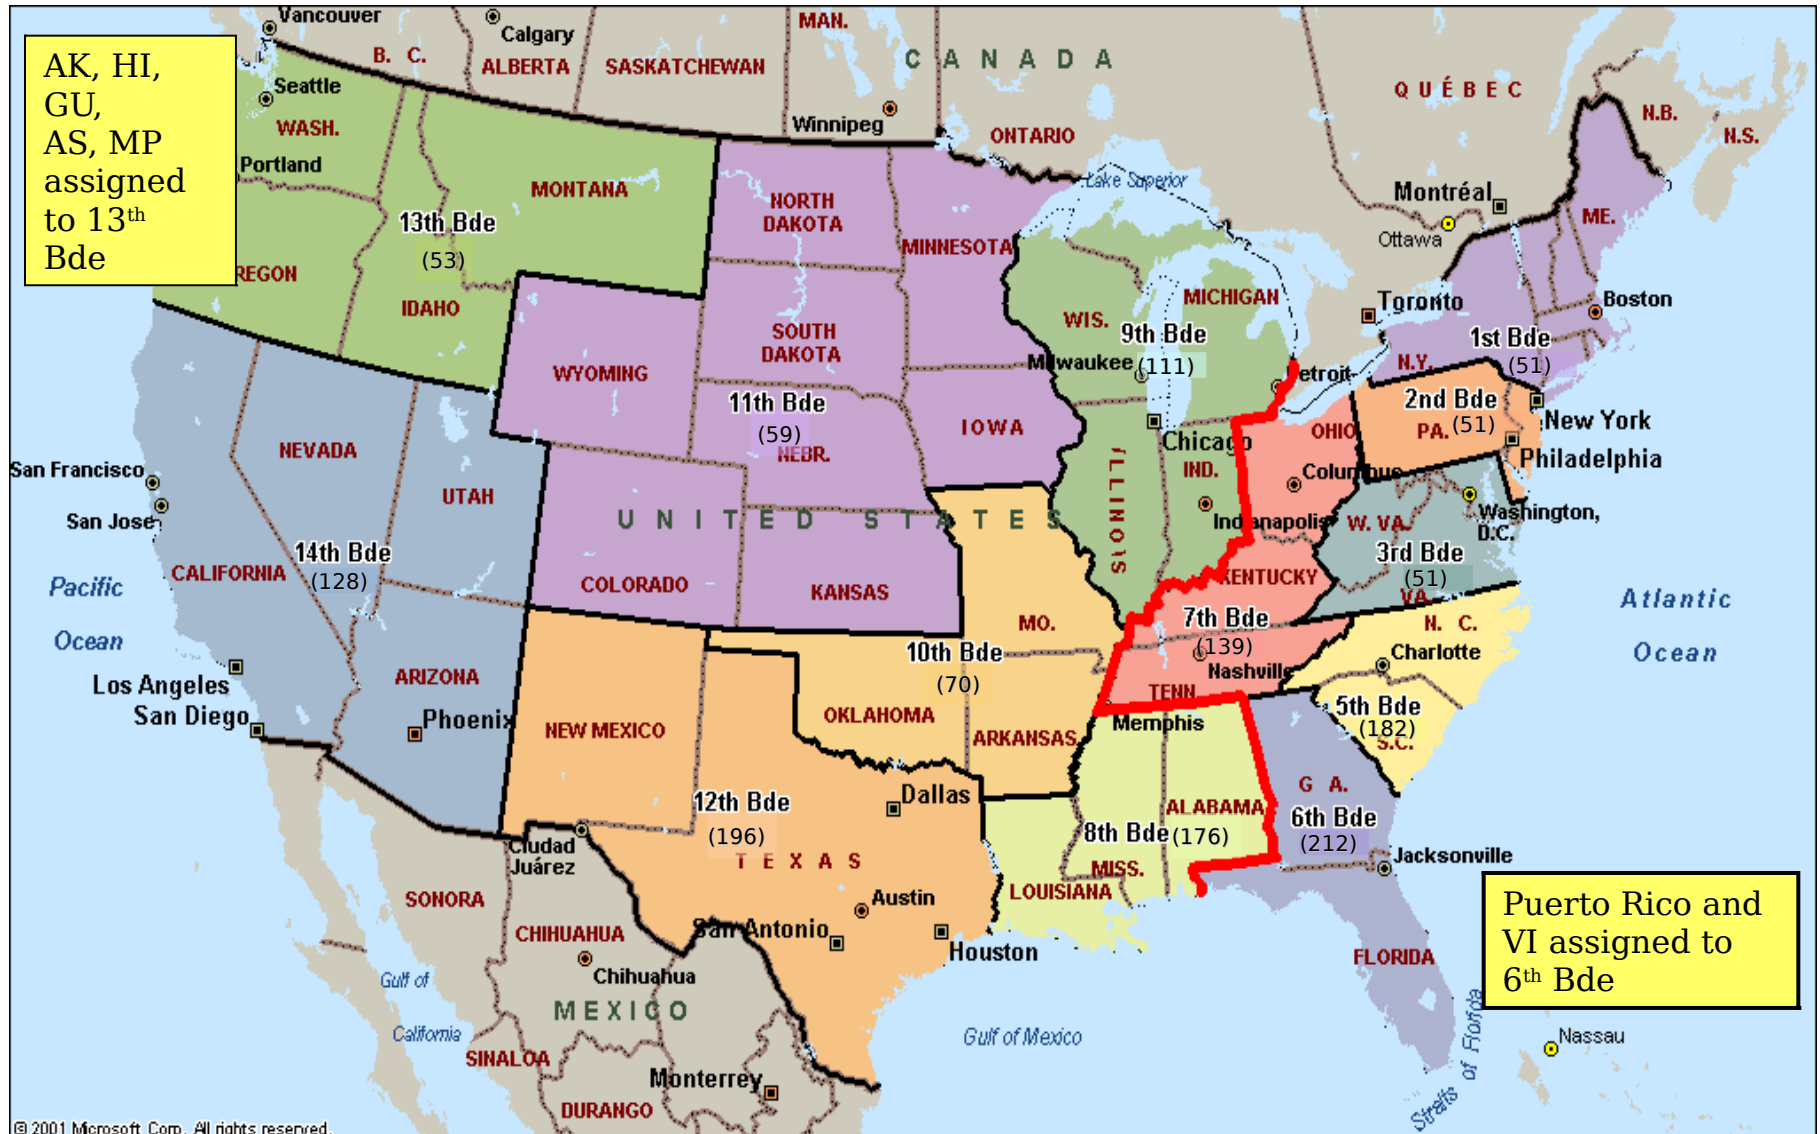 Vancouver
Calgary
MAN.
C A N A D A
B. C.
ALBERTA
SASKATCHEWAN
QUÉBEC
N.B.
N.S.
AK, HI,
GU,
AS, MP
assigned
to 13th
Bde
Seattle
WASH.
Winnipeg
ONTARIO
Portland
MONTANA
NORTH
DAKOTA
Lake Superior
Montréal
Ottawa
ME.
13th Bde
(53)
MINNESOTA
REGON
IDAHO
MICHIGAN
Toronto
Boston
WIS.
SOUTH
DAKOTA
9th Bde
(111)
1st Bde
(51)
N.Y.
WYOMING
Milwaukee
etroit
11th Bde
(59)
NEBR.
IOWA
2nd Bde
(51)
PA.
New York
Philadelphia
NEVADA
Chicago
OHIO
IND.
Columbus
ILLINOIS
San Francisco
UTAH
San Jose
U N I T E D S T A T E S
Indianapolis
W. VA.
Washington,
D.C.
14th Bde
(128)
3rd Bde
(51)
VA.
Pacific
Ocean
CALIFORNIA
COLORADO
KANSAS
KENTUCKY
Atlantic
Ocean
MO.
7th Bde
(139)
N. C.
10th Bde
(70)
Charlotte
Nashville
Los Angeles
ARIZONA
TENN
San Diego
Phoenix
NEW MEXICO
OKLAHOMA
ARKANSAS
Memphis
5th Bde
(182)
S.C.
12th Bde
(196)
Dallas
ALABAMA
G A.
6th Bde
(212)
8th Bde
(176)
Ciudad
Juárez
T E X A S
MISS.
Jacksonville
SONORA
LOUISIANA
Austin
Puerto Rico and
VI assigned to
6th Bde
CHIHUAHUA
San Antonio
Houston
FLORIDA
Chihuahua
Gulf of
California
MEXICO
Gulf of Mexico
Straits of Florida
Nassau
SINALOA
Monterrey
DURANGO
© 2001 Microsoft Corp. All rights reserved.